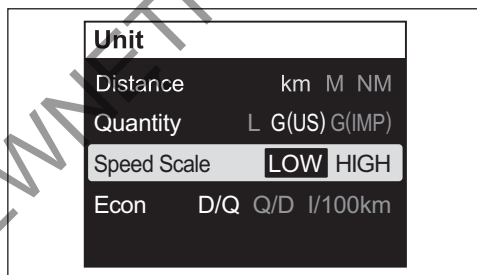 Unit
Distance km M NM
Quantity L G(US) G(IMP)
Speed Scale LOW HIGH
Econ D/Q Q/D l/100km